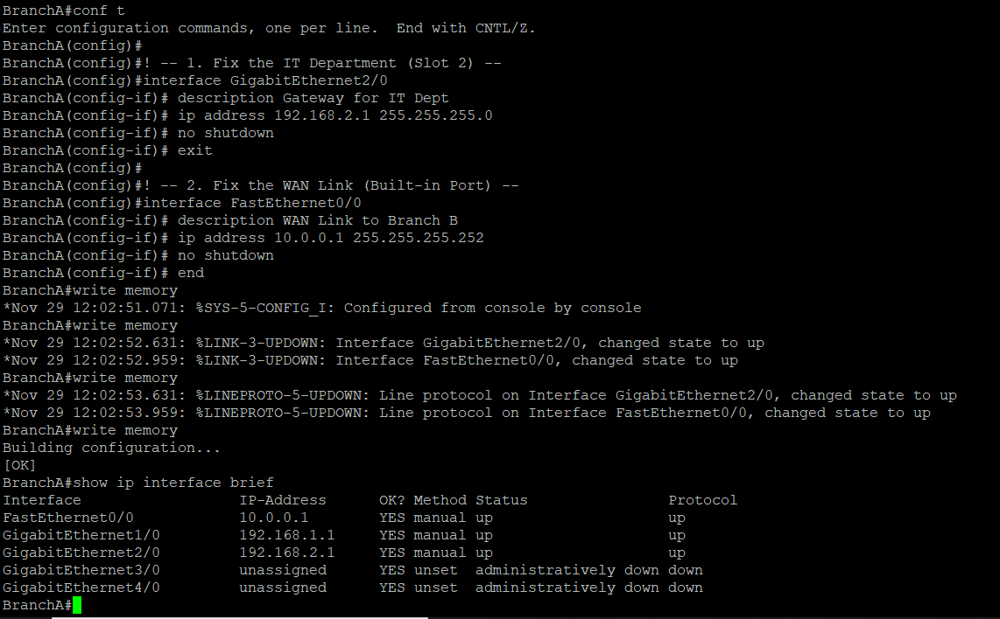 BranchA#conf t
Enter configuration commands, one per line.  End with CNTL/Z.
BranchA(config)#
BranchA(config)#! -- 1. Fix the IT Department (Slot 2) --
BranchA(config)#interface GigabitEthernet2/0
BranchA(config-if)# description Gateway for IT Dept
BranchA(config-if)# ip address 192.168.2.1 255.255.255.0
BranchA(config-if)# no shutdown
BranchA(config-if)# exit
BranchA(config)#
BranchA(config)#! -- 2. Fix the WAN Link (Built-in Port) --
BranchA(config)#interface FastEthernet0/0
BranchA(config-if)# description WAN Link to Branch B
BranchA(config-if)# ip address 10.0.0.1 255.255.255.252
BranchA(config-if)# no shutdown
BranchA(config-if)# end
BranchA#write memory
*Nov 29 12:02:51.071: %SYS-5-CONFIG_I: Configured from console by console
BranchA#write memory
*Nov 29 12:02:52.631: %LINK-3-UPDOWN: Interface GigabitEthernet2/0, changed state to up
*Nov 29 12:02:52.959: %LINK-3-UPDOWN: Interface FastEthernet0/0, changed state to up
BranchA#write memory
*Nov 29 12:02:53.631: %LINEPROTO-5-UPDOWN: Line protocol on Interface GigabitEthernet2/0, changed state to up
*Nov 29 12:02:53.959: %LINEPROTO-5-UPDOWN: Line protocol on Interface FastEthernet0/0, changed state to up
BranchA#write memory
Building configuration...
[OK]
BranchA#show ip interface brief
Interface                  IP-Address      OK? Method Status                Protocol
FastEthernet0/0            10.0.0.1        YES manual up                    up
GigabitEthernet1/0         192.168.1.1     YES manual up                    up
GigabitEthernet2/0         192.168.2.1     YES manual up                    up
GigabitEthernet3/0         unassigned      YES unset  administratively down down
GigabitEthernet4/0         unassigned      YES unset  administratively down down
BranchA#